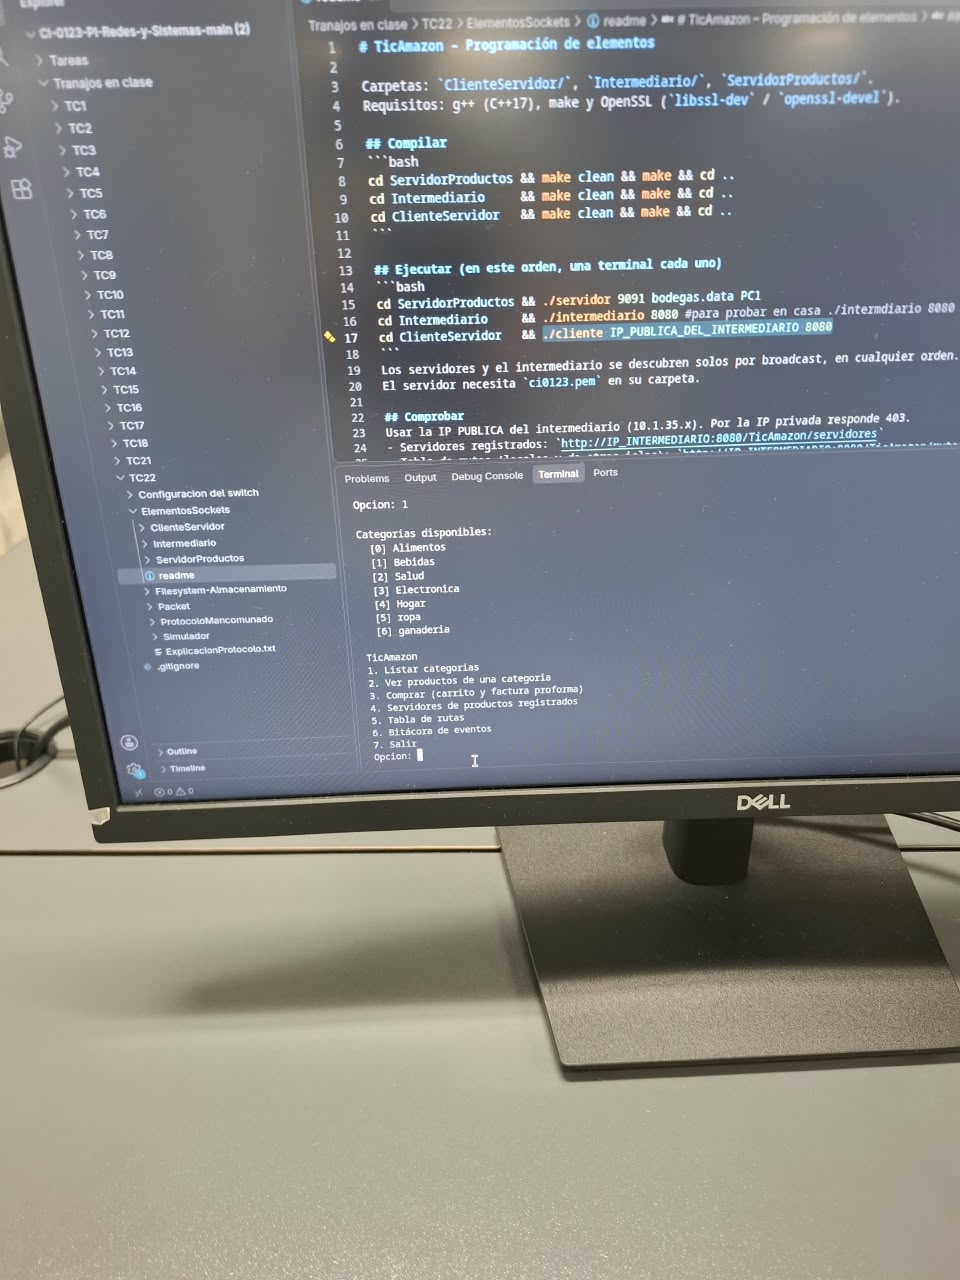 Explorer
CI-0123-PI-Redes-y-Sistemas-main (2)
Tareas
Tranajos en clase
TC1
TC2
TC3
TC4
TC5
TC6
TC7
TC8
TC9
TC10
TC11
TC12
TC13
TC14
TC15
TC16
TC17
TC18
TC21
TC22
Configuracion del switch
ElementosSockets
ClienteServidor
Intermediario
ServidorProductos
readme
Filesystem-Almacenamiento
Packet
ProtocoloMancomunado
Simulador
ExplicacionProtocolo.txt
.gitignore
Outline
Timeline
0 0
Tranajos en clase > TC22 > ElementosSockets > readme > # TicAmazon - Programación de elementos >
1 # TicAmazon - Programación de elementos
2
3 Carpetas: `ClienteServidor/`, `Intermediario/`, `ServidorProductos/`.
4 Requisitos: g++ (C++17), make y OpenSSL (`libssl-dev` / `openssl-devel`).
5
6 ## Compilar
7 ```bash
8 cd ServidorProductos && make clean && make && cd ..
9 cd Intermediario && make clean && make && cd ..
10 cd ClienteServidor && make clean && make && cd ..
11 ```
12
13 ## Ejecutar (en este orden, una terminal cada uno)
14 ```bash
15 cd ServidorProductos && ./servidor 9091 bodegas.data PC1
16 cd Intermediario && ./intermediario 8080 #para probar en casa ./intermdiario 8080
17 cd ClienteServidor && ./cliente IP_PUBLICA_DEL_INTERMEDIARIO 8080
18 ```
19 Los servidores y el intermediario se descubren solos por broadcast, en cualquier orden.
20 El servidor necesita `ci0123.pem` en su carpeta.
21
22 ## Comprobar
23 Usar la IP PUBLICA del intermediario (10.1.35.x). Por la IP privada responde 403.
24 - Servidores registrados: `http://IP_INTERMEDIARIO:8080/TicAmazon/servidores`
Problems Output Debug Console Terminal Ports
Opcion: 1
Categorias disponibles:
[0] Alimentos
[1] Bebidas
[2] Salud
[3] Electronica
[4] Hogar
[5] ropa
[6] ganaderia
TicAmazon
1. Listar categorias
2. Ver productos de una categoria
3. Comprar (carrito y factura proforma)
4. Servidores de productos registrados
5. Tabla de rutas
6. Bitácora de eventos
7. Salir
Opcion:
DELL